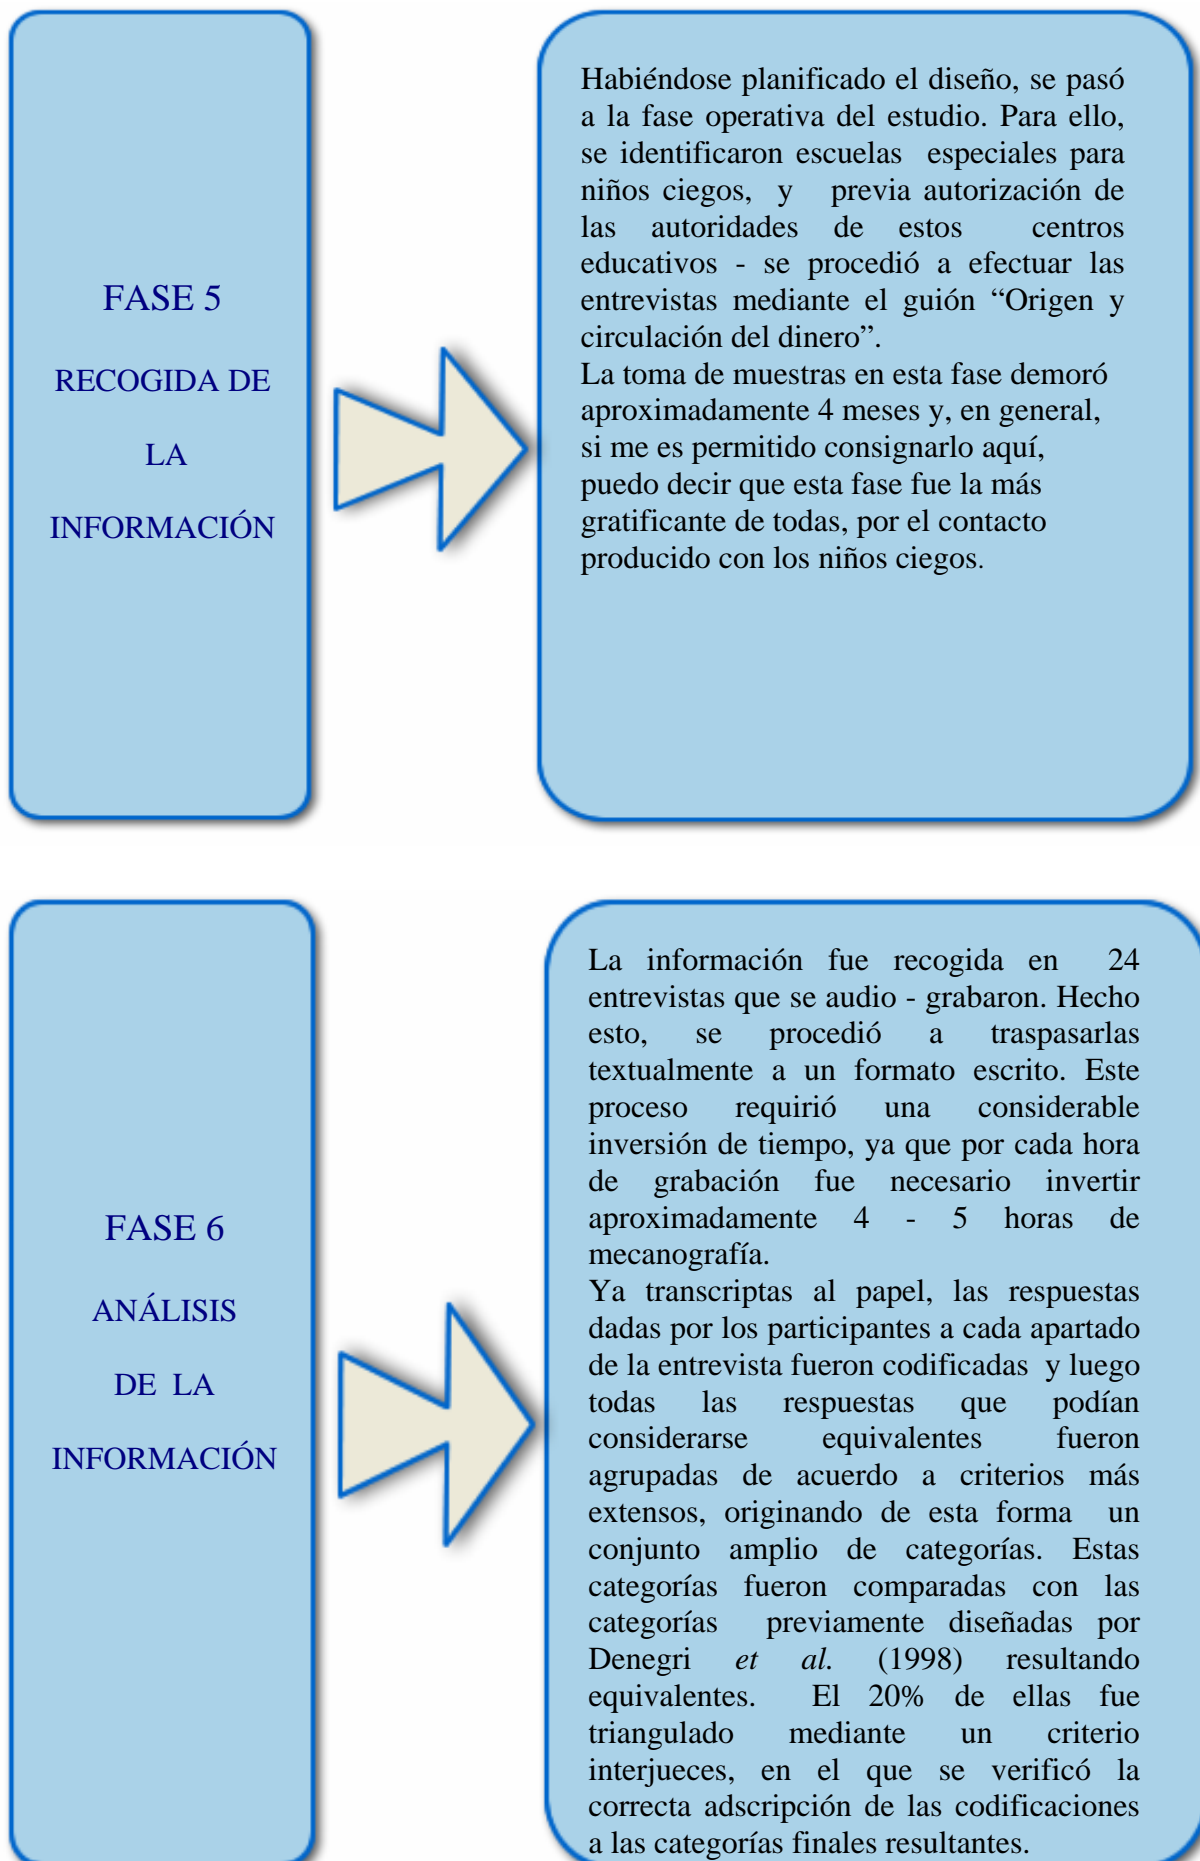 FASE 5
RECOGIDA DE
LA
INFORMACIÓN
Habiéndose planificado el diseño, se pasó
a la fase operativa del estudio. Para ello,
se identificaron escuelas especiales para
niños ciegos, y previa autorización de
las autoridades de estos centros
educativos - se procedió a efectuar las
entrevistas mediante el guión “Origen y
circulación del dinero”.
La toma de muestras en esta fase demoró
aproximadamente 4 meses y, en general,
si me es permitido consignarlo aquí,
puedo decir que esta fase fue la más
gratificante de todas, por el contacto
producido con los niños ciegos.
FASE 6
ANÁLISIS
DE LA
INFORMACIÓN
La información fue recogida en 24
entrevistas que se audio - grabaron. Hecho
esto, se procedió a traspasarlas
textualmente a un formato escrito. Este
proceso requirió una considerable
inversión de tiempo, ya que por cada hora
de grabación fue necesario invertir
aproximadamente 4 - 5 horas de
mecanografía.
Ya transcriptas al papel, las respuestas
dadas por los participantes a cada apartado
de la entrevista fueron codificadas y luego
todas las respuestas que podían
considerarse equivalentes fueron
agrupadas de acuerdo a criterios más
extensos, originando de esta forma un
conjunto amplio de categorías. Estas
categorías fueron comparadas con las
categorías previamente diseñadas por
Denegri et al. (1998) resultando
equivalentes. El 20% de ellas fue
triangulado mediante un criterio
interjueces, en el que se verificó la
correcta adscripción de las codificaciones
a las categorías finales resultantes.